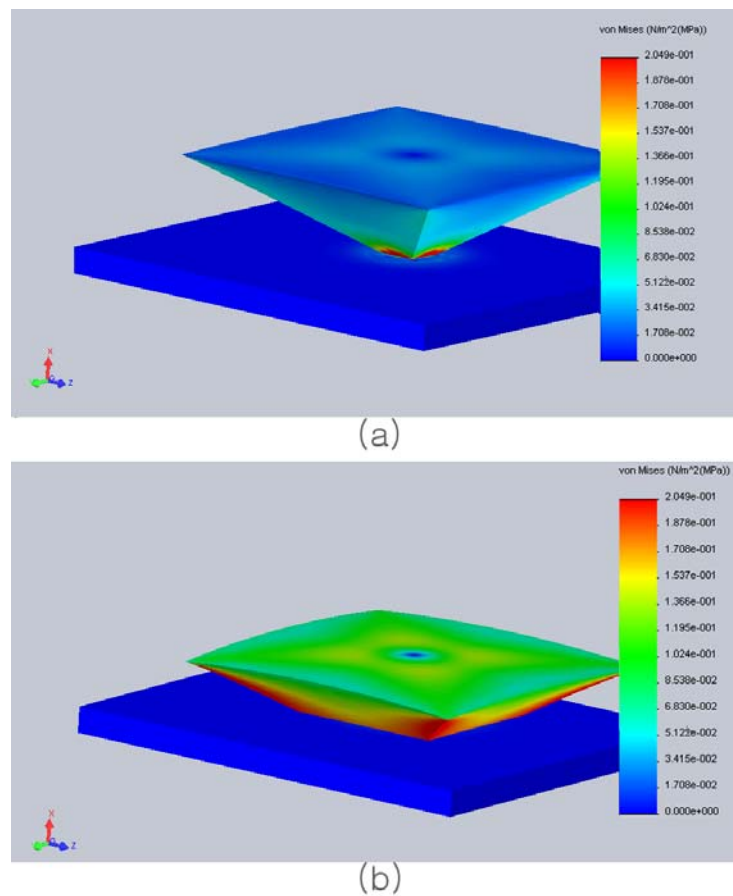 von Mises (N/m^2(MPa))
2.049e-001
1.878e-001
1.708e-001
1.537e-001
1.366e-001
1.195e-001
1.024e-001
8.538e-002
6.830e-002
5.122e-002
3.415e-002
1.708e-002
0.000e+000
X
Z
(a)
von Mises (N/m^2(MPa))
2.049e-001
1.878e-001
1.708e-001
1.537e-001
1.366e-001
1.195e-001
1.024e-001
8.538e-002
6.830e-002
5.122e-002
3.415e-002
1.708e-002
0.000e+000
X
Z
(b)